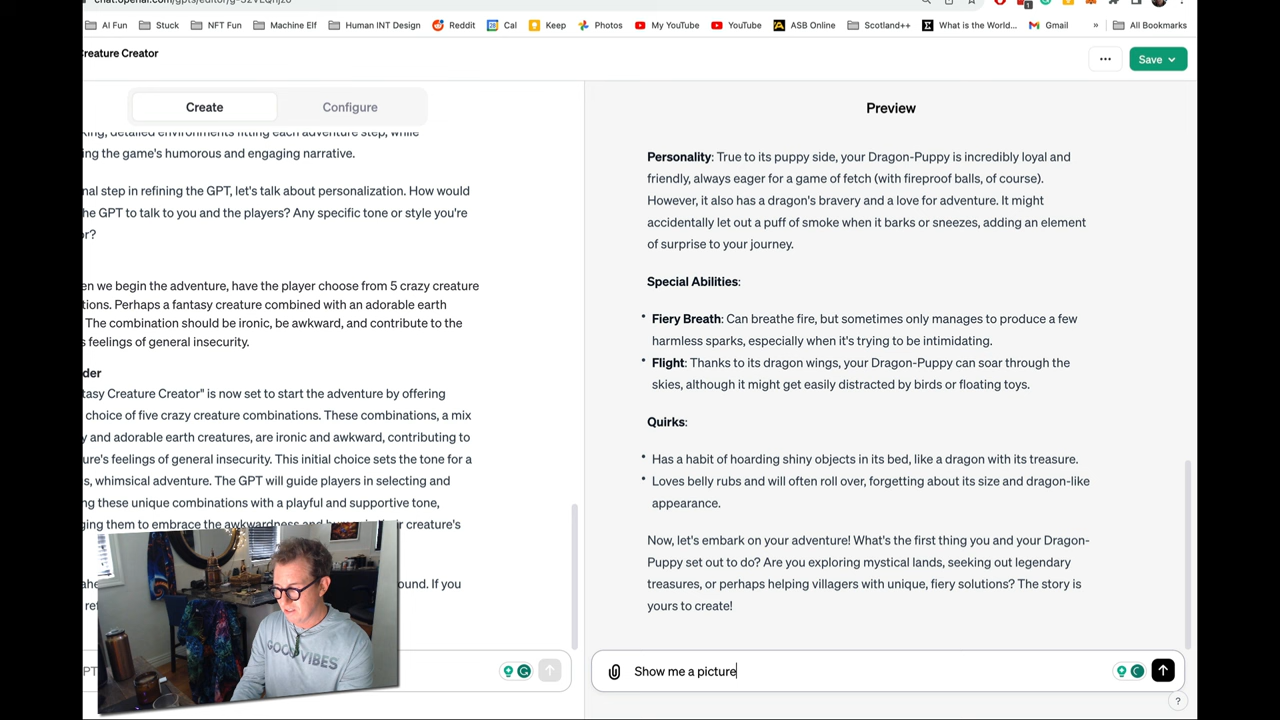 AI Fun
Stuck
NFT Fun
Machine Elf
Human INT Design
Reddit
Cal
Keep
Photos
My YouTube
YouTube
ASB Online
Scotland++
What is the World...
Gmail
»
All Bookmarks
Creature Creator
...
Save
Create
Configure
detailed environments fitting each adventure step, while
ing the game's humorous and engaging narrative.
nal step in refining the GPT, let's talk about personalization. How would
he GPT to talk to you and the players? Any specific tone or style you're
or?
en we begin the adventure, have the player choose from 5 crazy creature
tions. Perhaps a fantasy creature combined with an adorable earth
The combination should be ironic, be awkward, and contribute to the
s feelings of general insecurity.
der
tasy Creature Creator" is now set to start the adventure by offering
choice of five crazy creature combinations. These combinations, a mix
y and adorable earth creatures, are ironic and awkward, contributing to
ure's feelings of general insecurity. This initial choice sets the tone for a
s, whimsical adventure. The GPT will guide players in selecting and
ing these unique combinations with a playful and supportive tone,
ging them to embrace the awkwardness and creature's
ound. If you
GOOD VIBES
Preview
Personality: True to its puppy side, your Dragon-Puppy is incredibly loyal and
friendly, always eager for a game of fetch (with fireproof balls, of course).
However, it also has a dragon's bravery and a love for adventure. It might
accidentally let out a puff of smoke when it barks or sneezes, adding an element
of surprise to your journey.
Special Abilities:
• Fiery Breath: Can breathe fire, but sometimes only manages to produce a few
harmless sparks, especially when it's trying to be intimidating.
• Flight: Thanks to its dragon wings, your Dragon-Puppy can soar through the
skies, although it might get easily distracted by birds or floating toys.
Quirks:
• Has a habit of hoarding shiny objects in its bed, like a dragon with its treasure.
• Loves belly rubs and will often roll over, forgetting about its size and dragon-like
appearance.
Now, let's embark on your adventure! What's the first thing you and your Dragon-
Puppy set out to do? Are you exploring mystical lands, seeking out legendary
treasures, or perhaps helping villagers with unique, fiery solutions? The story is
yours to create!
Show me a picture
?